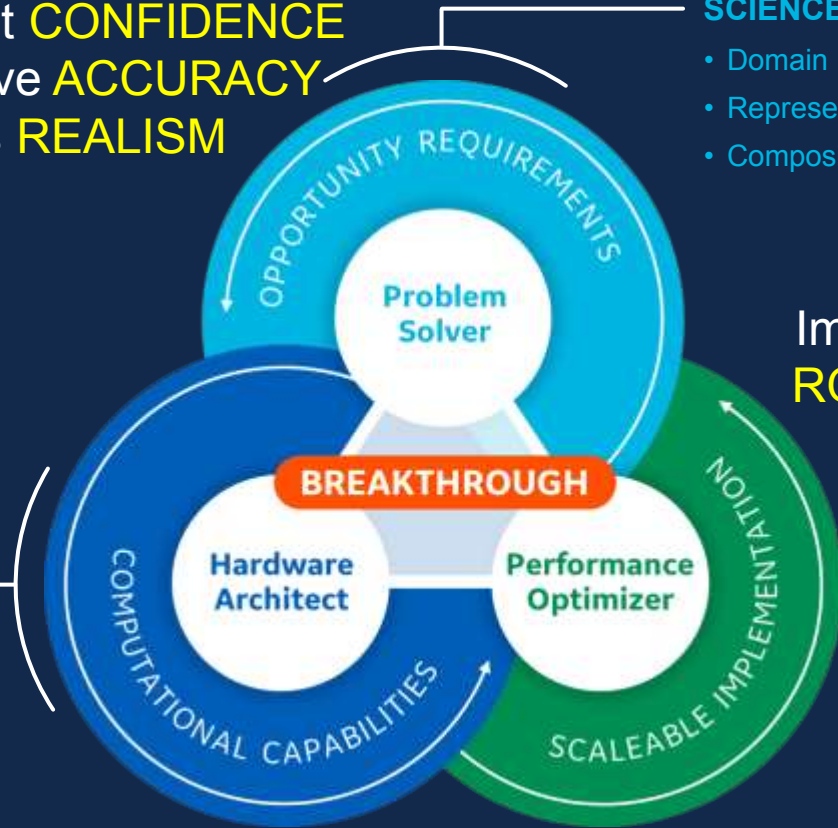 t CONFIDENCE
ve ACCURACY
REALISM
SCIENCE
• Domain
• Represe
• Compos
OPPORTUNITY REQUIREMENTS
Problem
Solver
Im
BREAKTHROUGH
Hardware
Architect
Performance
Optimizer
COMPUTATIONAL CAPABILITIES
SCALEABLE IMPLEMENTATION